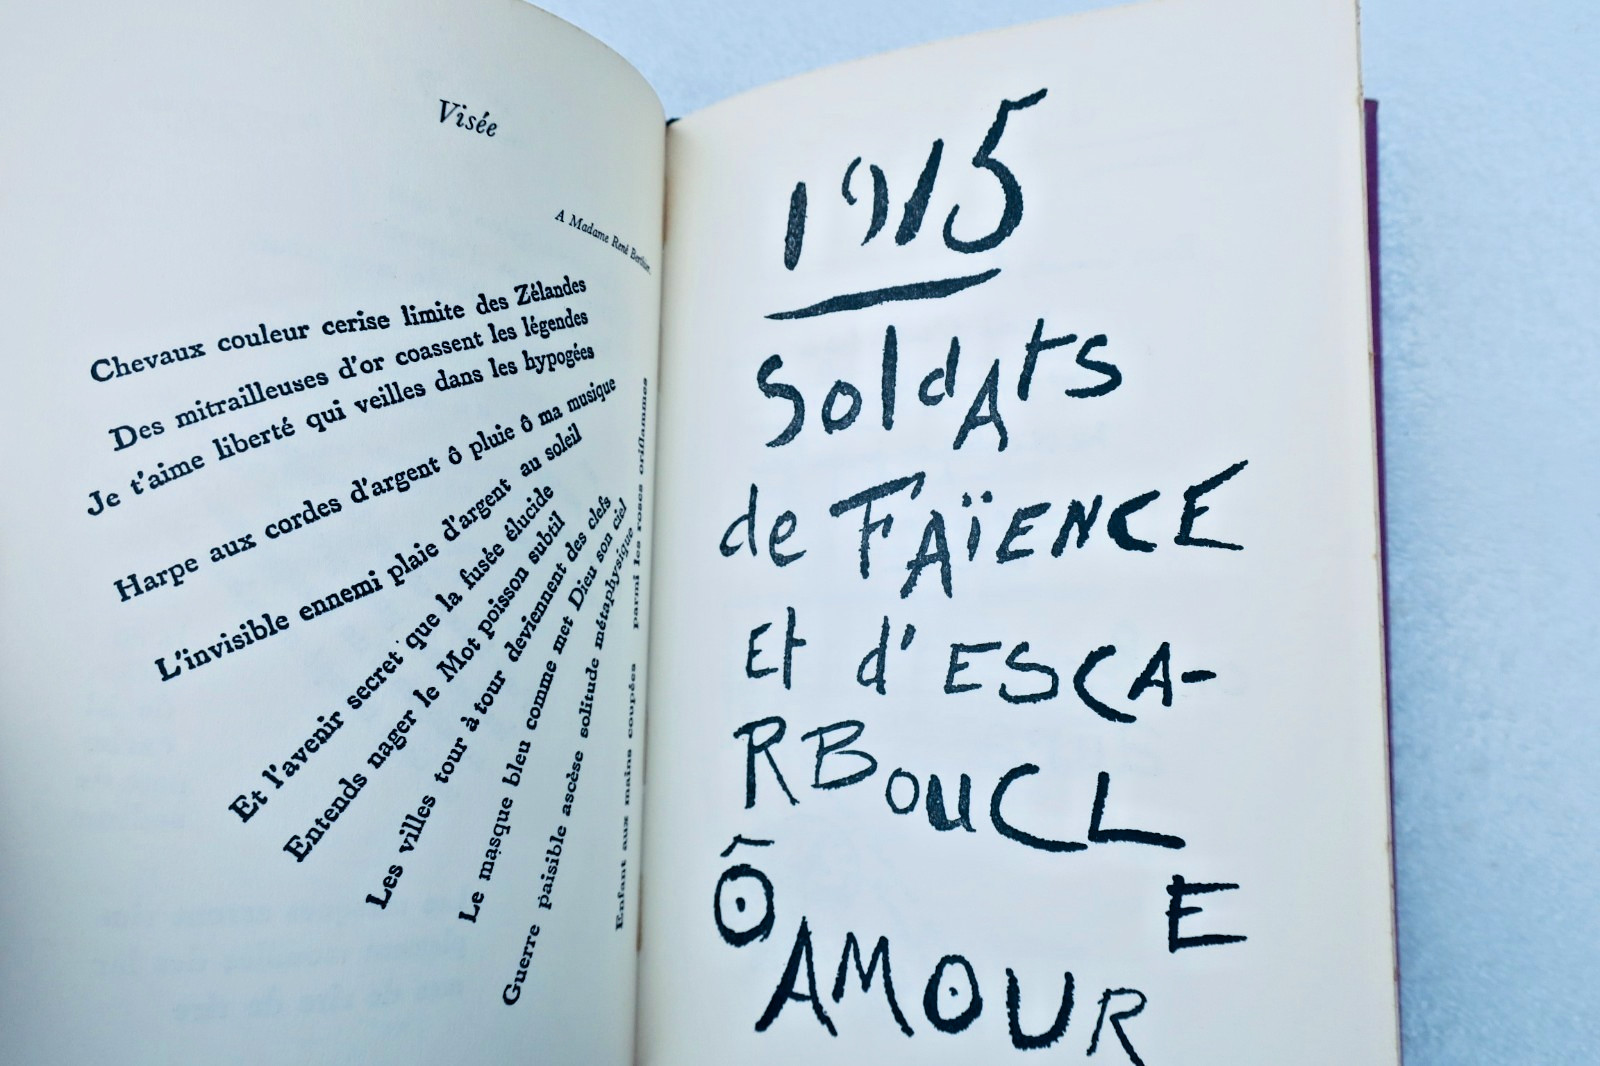 Visée
A Madame René Berthier.
Chevaux couleur cerise limite des Zélandes
Des mitrailleuses d'or coassent les légendes
Je t'aime liberté qui veilles dans les hypogées
Harpe aux cordes d'argent ô pluie ô ma musique
L'invisible ennemi plaie d'argent au soleil
Et l'avenir secret que la fusée élucide
Entends nager le Mot poisson subtil
Les villes tour à tour deviennent des clefs
Le masque bleu comme met Dieu son ciel
Guerre paisible ascèse solitude métaphysique
Enfant aux mains coupées parmi les roses oriflammes
1915
SoldAts
de FAÏENCE
Et d'ESCA-
RBouCL
E
Ô AMOUR